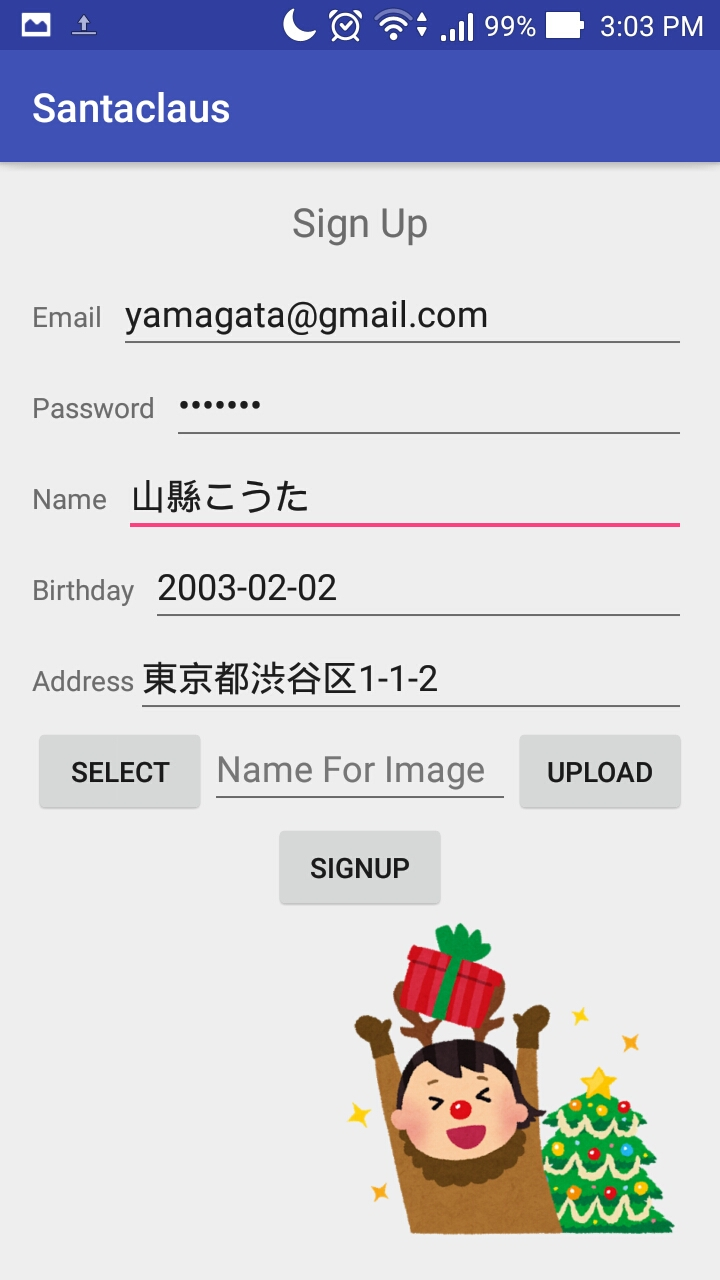 99% 3:03 PM
Santaclaus
Sign Up
Email yamagata@gmail.com
Password •••••••
Name 山縣こうた
Birthday 2003-02-02
Address 東京都渋谷区1-1-2
SELECT Name For Image UPLOAD
SIGNUP